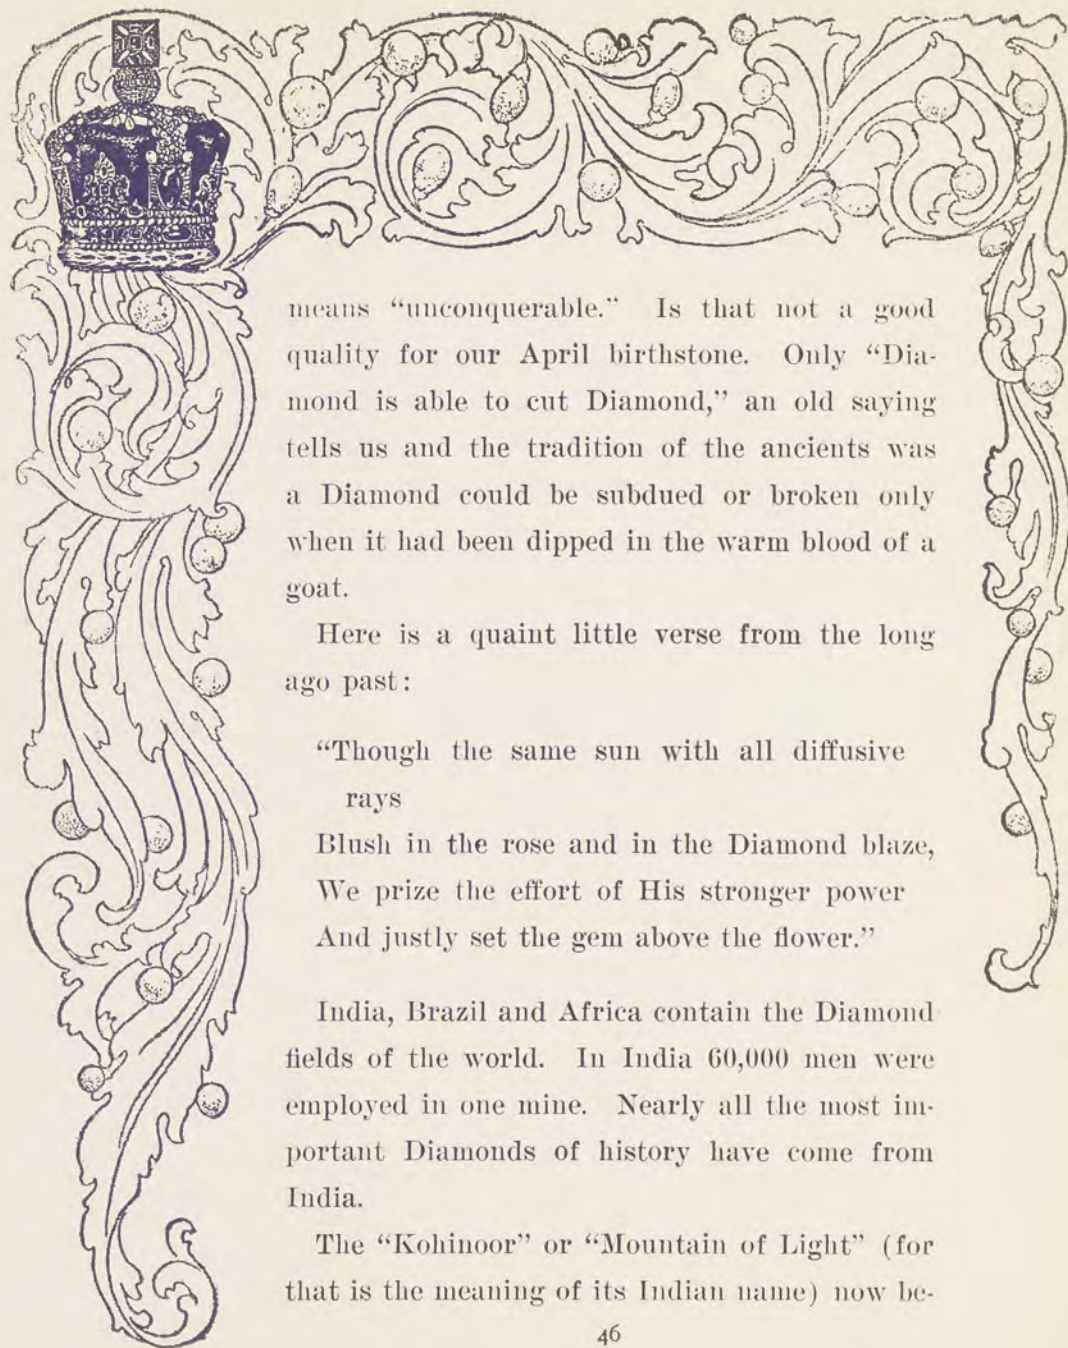 means “unconquerable.” Is that not a good
quality for our April birthstone. Only “Dia-
mond is able to cut Diamond,” an old saying
tells us and the tradition of the ancients was
a Diamond could be subdued or broken only
when it had been dipped in the warm blood of a
goat.
Here is a quaint little verse from the long
ago past:
“Though the same sun with all diffusive
rays
Blush in the rose and in the Diamond blaze,
We prize the effort of His stronger power
And justly set the gem above the flower.”
India, Brazil and Africa contain the Diamond
fields of the world. In India 60,000 men were
employed in one mine. Nearly all the most im-
portant Diamonds of history have come from
India.
The “Kohinoor” or “Mountain of Light” (for
that is the meaning of its Indian name) now be-
46